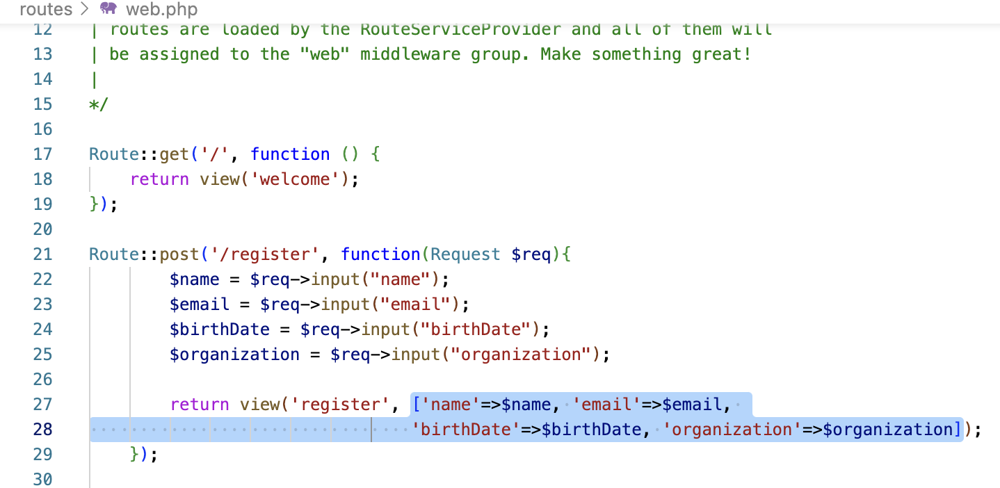 routes > web.php
12 | routes are loaded by the RouteServiceProvider and all of them will
13 | be assigned to the "web" middleware group. Make something great!
14 |
15 */
16
17 Route::get('/', function () {
18     return view('welcome');
19 });
20
21 Route::post('/register', function(Request $req){
22         $name = $req->input("name");
23         $email = $req->input("email");
24         $birthDate = $req->input("birthDate");
25         $organization = $req->input("organization");
26
27         return view('register', ['name'=>$name, 'email'=>$email,
28                                 'birthDate'=>$birthDate, 'organization'=>$organization]);
29     });
30